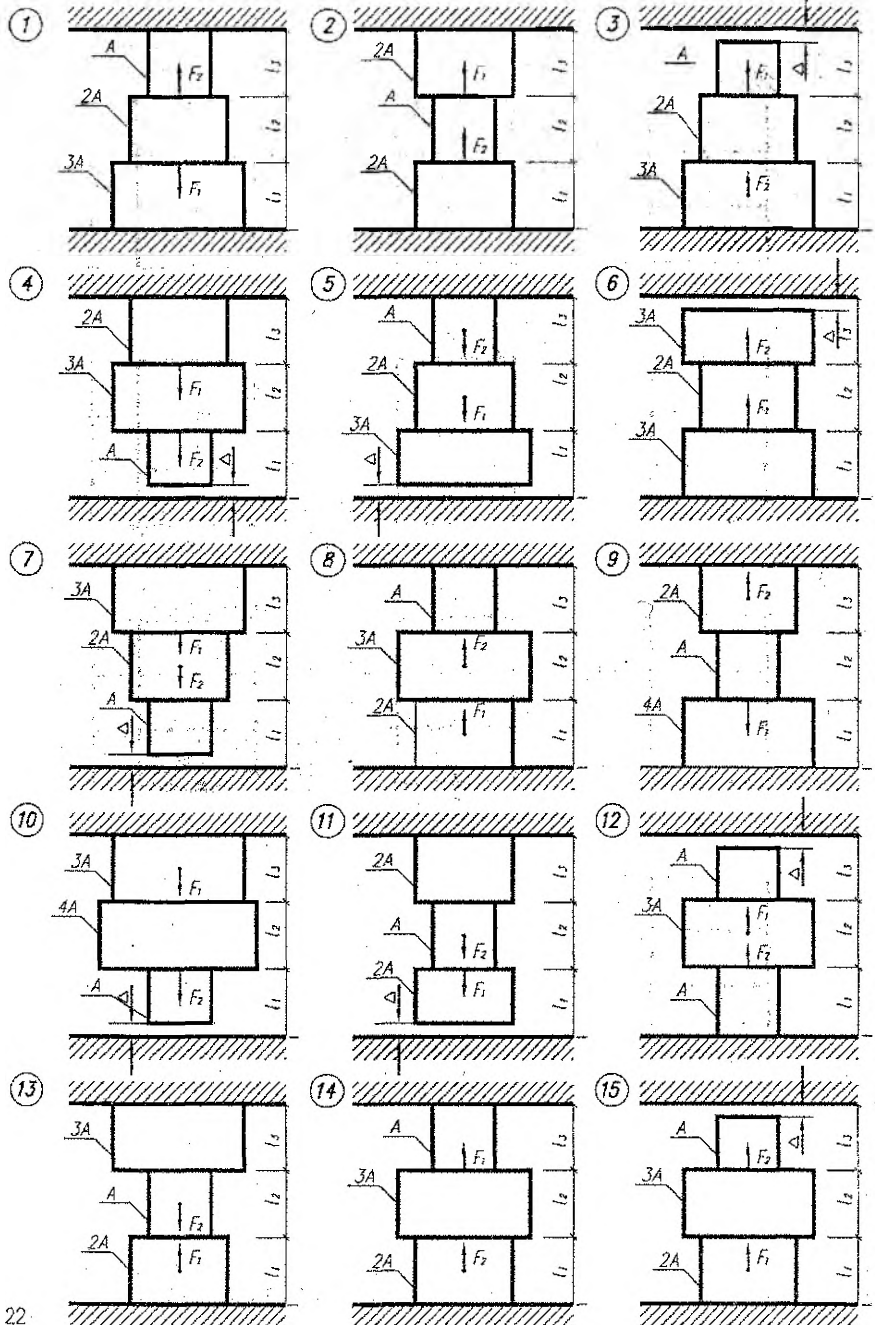 1 2 3
A F₂ l₃
2A l₂
3A F₁ l₁
2A F₁ l₃
A F₂ l₂
2A l₁
A F₁ Δ l₃
2A l₂
3A F₂ l₁
4 5 6
2A l₃
3A F₁ l₂
A F₂ Δ l₁
A F₂ l₃
2A F₁ l₂
3A Δ l₁
3A F₂ Δ l₃
2A F₁ l₂
3A l₁
7 8 9
3A l₃
2A F₁ F₂ l₂
A Δ l₁
A l₃
3A F₂ l₂
2A F₁ l₁
2A F₂ l₃
A l₂
4A F₁ l₁
10 11 12
3A F₁ l₃
4A l₂
A F₂ Δ l₁
2A l₃
A F₂ l₂
2A F₁ Δ l₁
A Δ l₃
3A F₁ F₂ l₂
A l₁
13 14 15
3A l₃
A F₂ l₂
2A F₁ l₁
A F₁ l₃
3A l₂
2A F₂ l₁
A F₂ Δ l₃
3A l₂
2A F₁ l₁
22